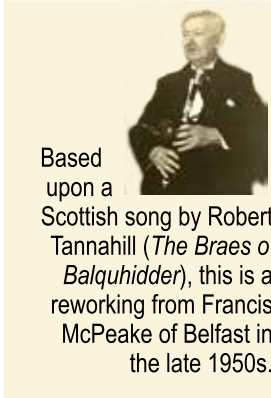 Based
upon a
Scottish song by Robert
Tannahill (The Braes o
Balquhidder), this is a
reworking from Francis
McPeake of Belfast in
the late 1950s.